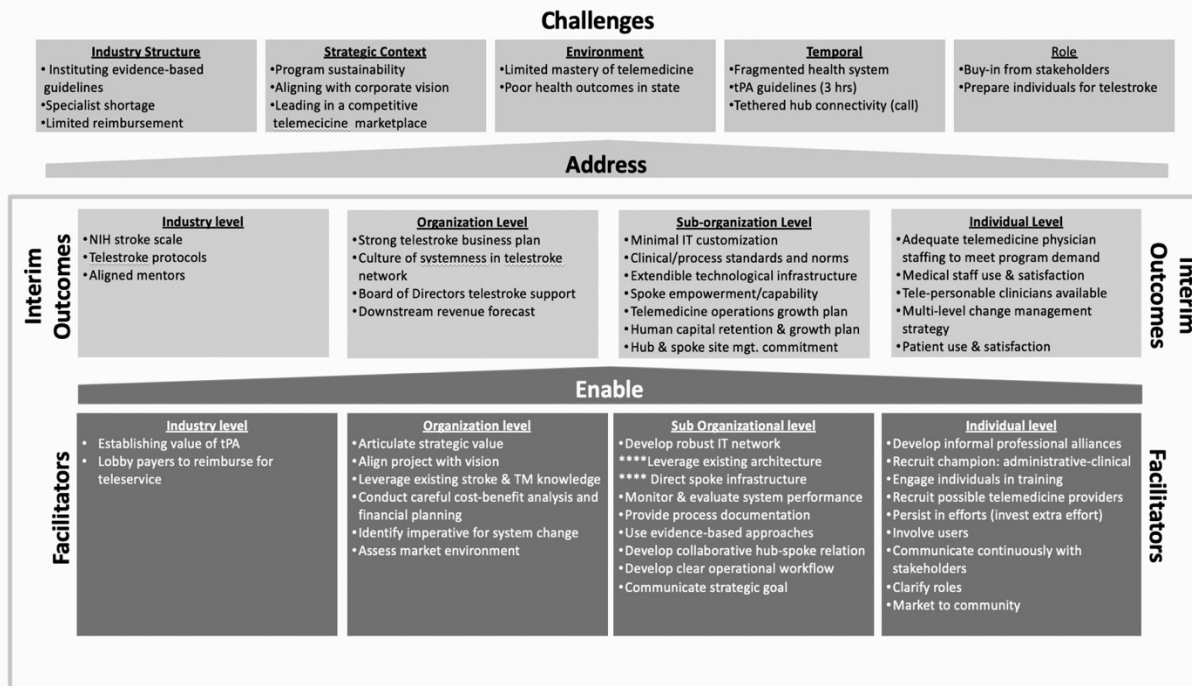 Challenges
Industry Structure
• Instituting evidence-based
guidelines
• Specialist shortage
• Limited reimbursement
Strategic Context
• Program sustainability
• Aligning with corporate vision
• Leading in a competitive
telemecicine marketplace
Environment
• Limited mastery of telemedicine
• Poor health outcomes in state
Temporal
• Fragmented health system
• tPA guidelines (3 hrs)
• Tethered hub connectivity (call)
Role
• Buy-in from stakeholders
• Prepare individuals for telestroke
Address
Interim
Outcomes
Industry level
• NIH stroke scale
• Telestroke protocols
• Aligned mentors
Organization Level
• Strong telestroke business plan
• Culture of systemness in telestroke
network
• Board of Directors telestroke support
• Downstream revenue forecast
Sub-organization Level
• Minimal IT customization
• Clinical/process standards and norms
• Extendible technological infrastructure
• Spoke empowerment/capability
• Telemedicine operations growth plan
• Human capital retention & growth plan
• Hub & spoke site mgt. commitment
Individual Level
• Adequate telemedicine physician
staffing to meet program demand
• Medical staff use & satisfaction
• Tele-personable clinicians available
• Multi-level change management
strategy
• Patient use & satisfaction
Interim
Outcomes
Enable
Facilitators
Industry level
• Establishing value of tPA
• Lobby payers to reimburse for
teleservice
Organization level
• Articulate strategic value
• Align project with vision
• Leverage existing stroke & TM knowledge
• Conduct careful cost-benefit analysis and
financial planning
• Identify imperative for system change
• Assess market environment
Sub Organizational level
• Develop robust IT network
****Leverage existing architecture
**** Direct spoke infrastructure
• Monitor & evaluate system performance
• Provide process documentation
• Use evidence-based approaches
• Develop collaborative hub-spoke relation
• Develop clear operational workflow
• Communicate strategic goal
Individual level
• Develop informal professional alliances
• Recruit champion: administrative-clinical
• Engage individuals in training
• Recruit possible telemedicine providers
• Persist in efforts (invest extra effort)
• Involve users
• Communicate continuously with
stakeholders
• Clarify roles
• Market to community
Facilitators